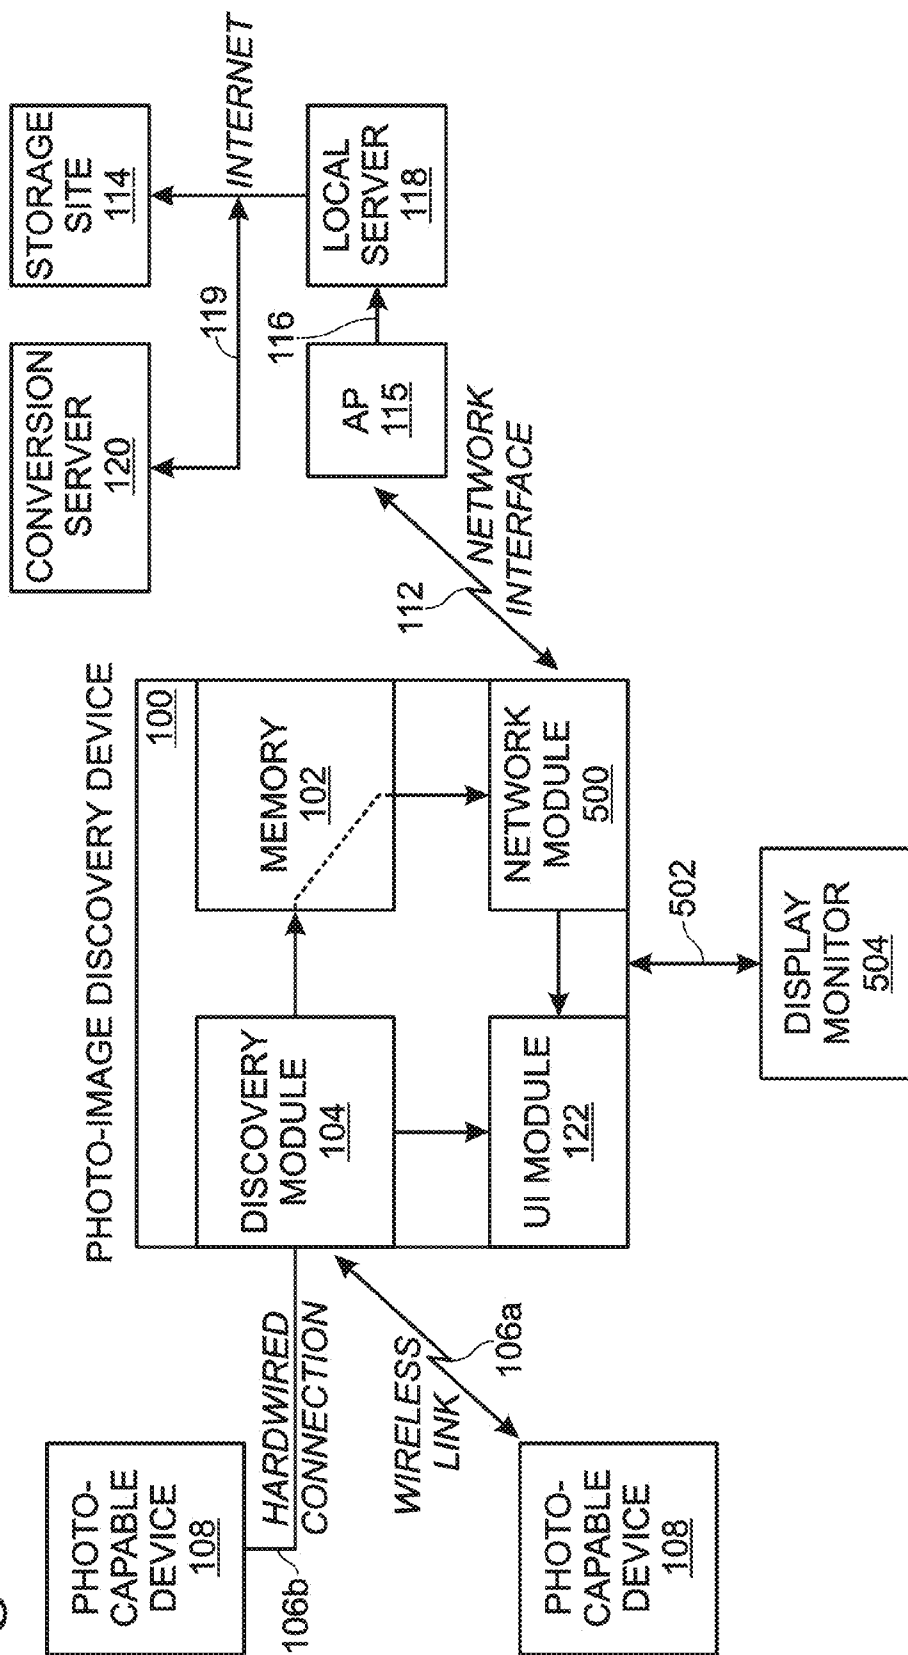 PHOTO-
CAPABLE
DEVICE
108
106b
HARDWIRED
CONNECTION
PHOTO-
CAPABLE
DEVICE
108
WIRELESS
LINK
106a
PHOTO-IMAGE DISCOVERY DEVICE
100
DISCOVERY
MODULE
104
MEMORY
102
UI MODULE
122
NETWORK
MODULE
500
502
DISPLAY
MONITOR
504
112
NETWORK
INTERFACE
CONVERSION
SERVER
120
119
STORAGE
SITE
114
INTERNET
AP
115
116
LOCAL
SERVER
118